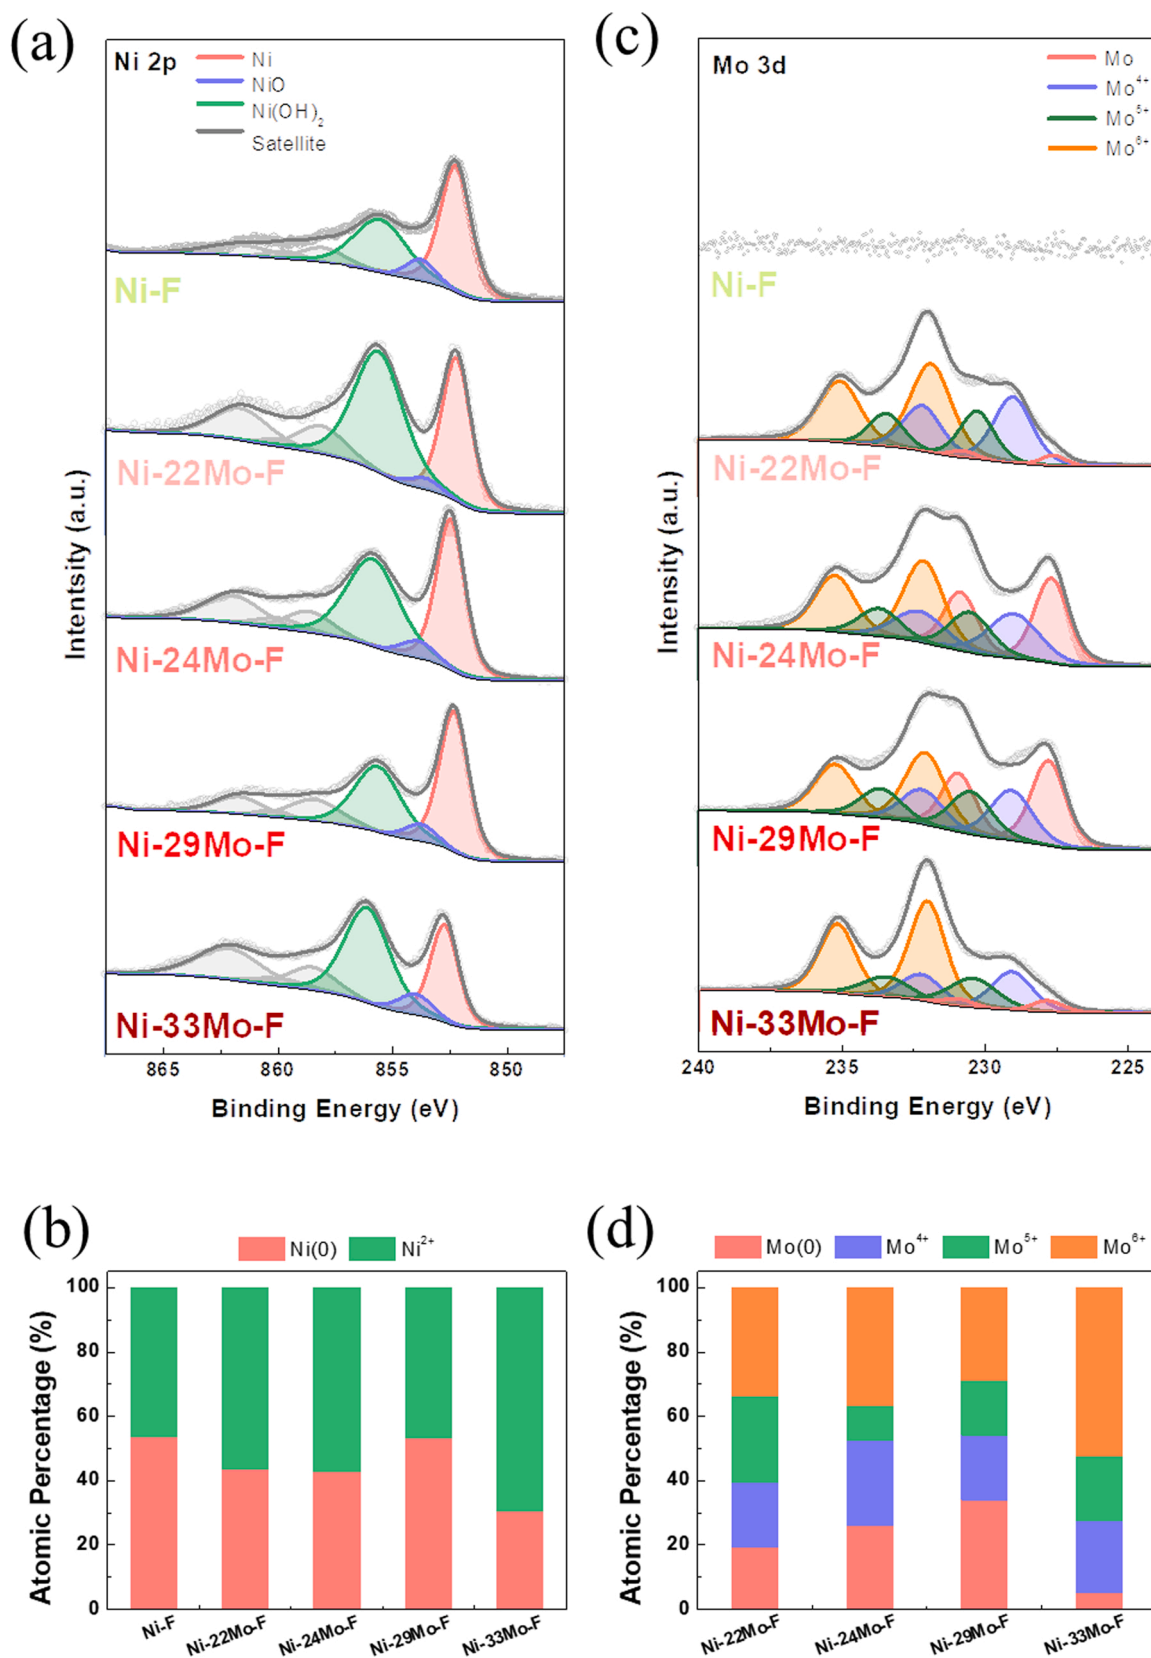 (a)
Ni 2p
Ni
NiO
Ni(OH)₂
Satellite
Ni-F
Ni-22Mo-F
Ni-24Mo-F
Ni-29Mo-F
Ni-33Mo-F
Intentsity (a.u.)
865 860 855 850
Binding Energy (eV)
(c)
Mo 3d
Mo
Mo⁴⁺
Mo⁵⁺
Mo⁶⁺
Ni-F
Ni-22Mo-F
Ni-24Mo-F
Ni-29Mo-F
Ni-33Mo-F
Intensity (a.u.)
240 235 230 225
Binding Energy (eV)
(b)
Ni(0) Ni²⁺
Atomic Percentage (%)
100
80
60
40
20
0
Ni-F Ni-22Mo-F Ni-24Mo-F Ni-29Mo-F Ni-33Mo-F
(d)
Mo(0) Mo⁴⁺ Mo⁵⁺ Mo⁶⁺
Atomic Percentage (%)
100
80
60
40
20
0
Ni-22Mo-F Ni-24Mo-F Ni-29Mo-F Ni-33Mo-F